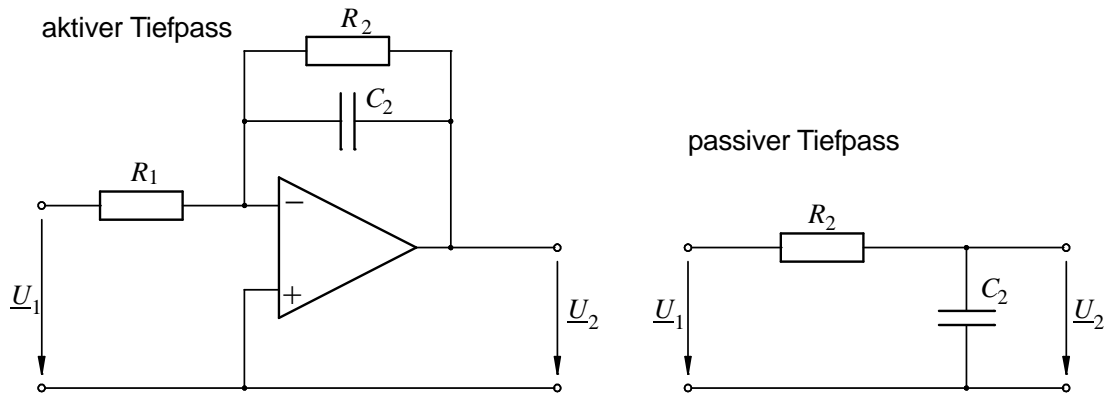 aktiver Tiefpass
R2
C2
R1
−
+
U1
U2
passiver Tiefpass
R2
C2
U1
U2